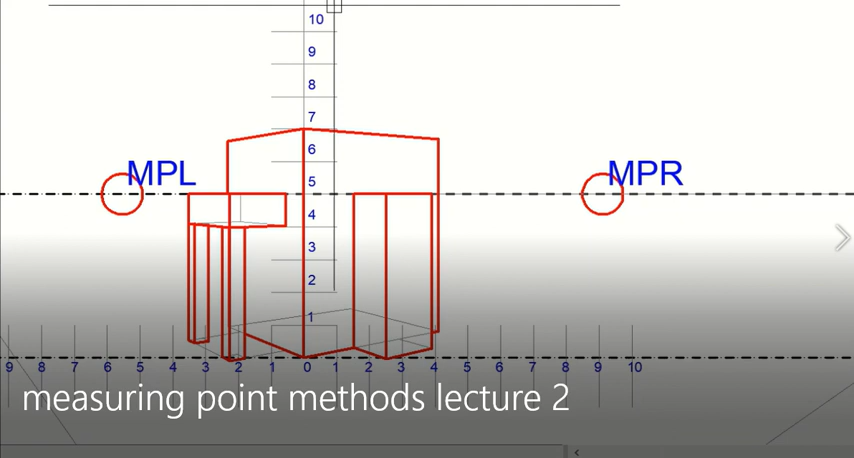 10
9
8
7
MPL
MPR
6
5
4
3
2
1
9 8 7 6 5 4 3 2 1 0 2 3 4 5 6 7 8 9 10
measuring point methods lecture 2